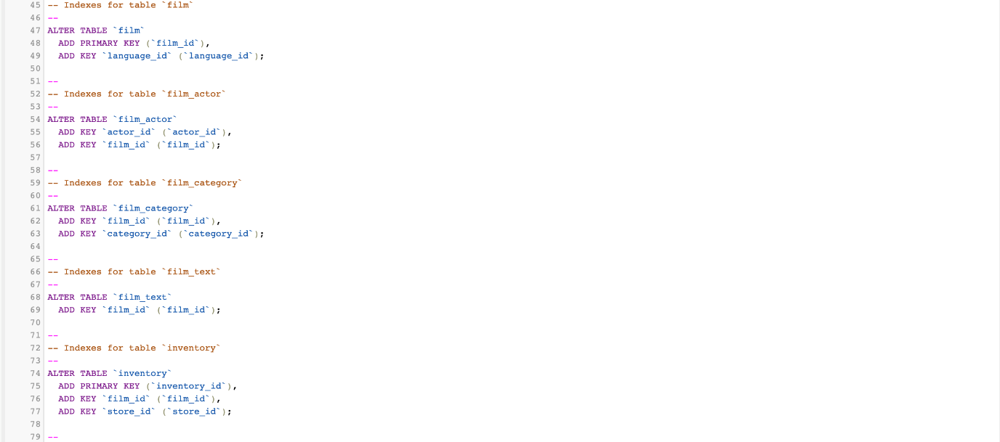 45 -- Indexes for table `film`
46 --
47 ALTER TABLE `film`
48   ADD PRIMARY KEY (`film_id`),
49   ADD KEY `language_id` (`language_id`);
50
51 --
52 -- Indexes for table `film_actor`
53 --
54 ALTER TABLE `film_actor`
55   ADD KEY `actor_id` (`actor_id`),
56   ADD KEY `film_id` (`film_id`);
57
58 --
59 -- Indexes for table `film_category`
60 --
61 ALTER TABLE `film_category`
62   ADD KEY `film_id` (`film_id`),
63   ADD KEY `category_id` (`category_id`);
64
65 --
66 -- Indexes for table `film_text`
67 --
68 ALTER TABLE `film_text`
69   ADD KEY `film_id` (`film_id`);
70
71 --
72 -- Indexes for table `inventory`
73 --
74 ALTER TABLE `inventory`
75   ADD PRIMARY KEY (`inventory_id`),
76   ADD KEY `film_id` (`film_id`),
77   ADD KEY `store_id` (`store_id`);
78
79 --